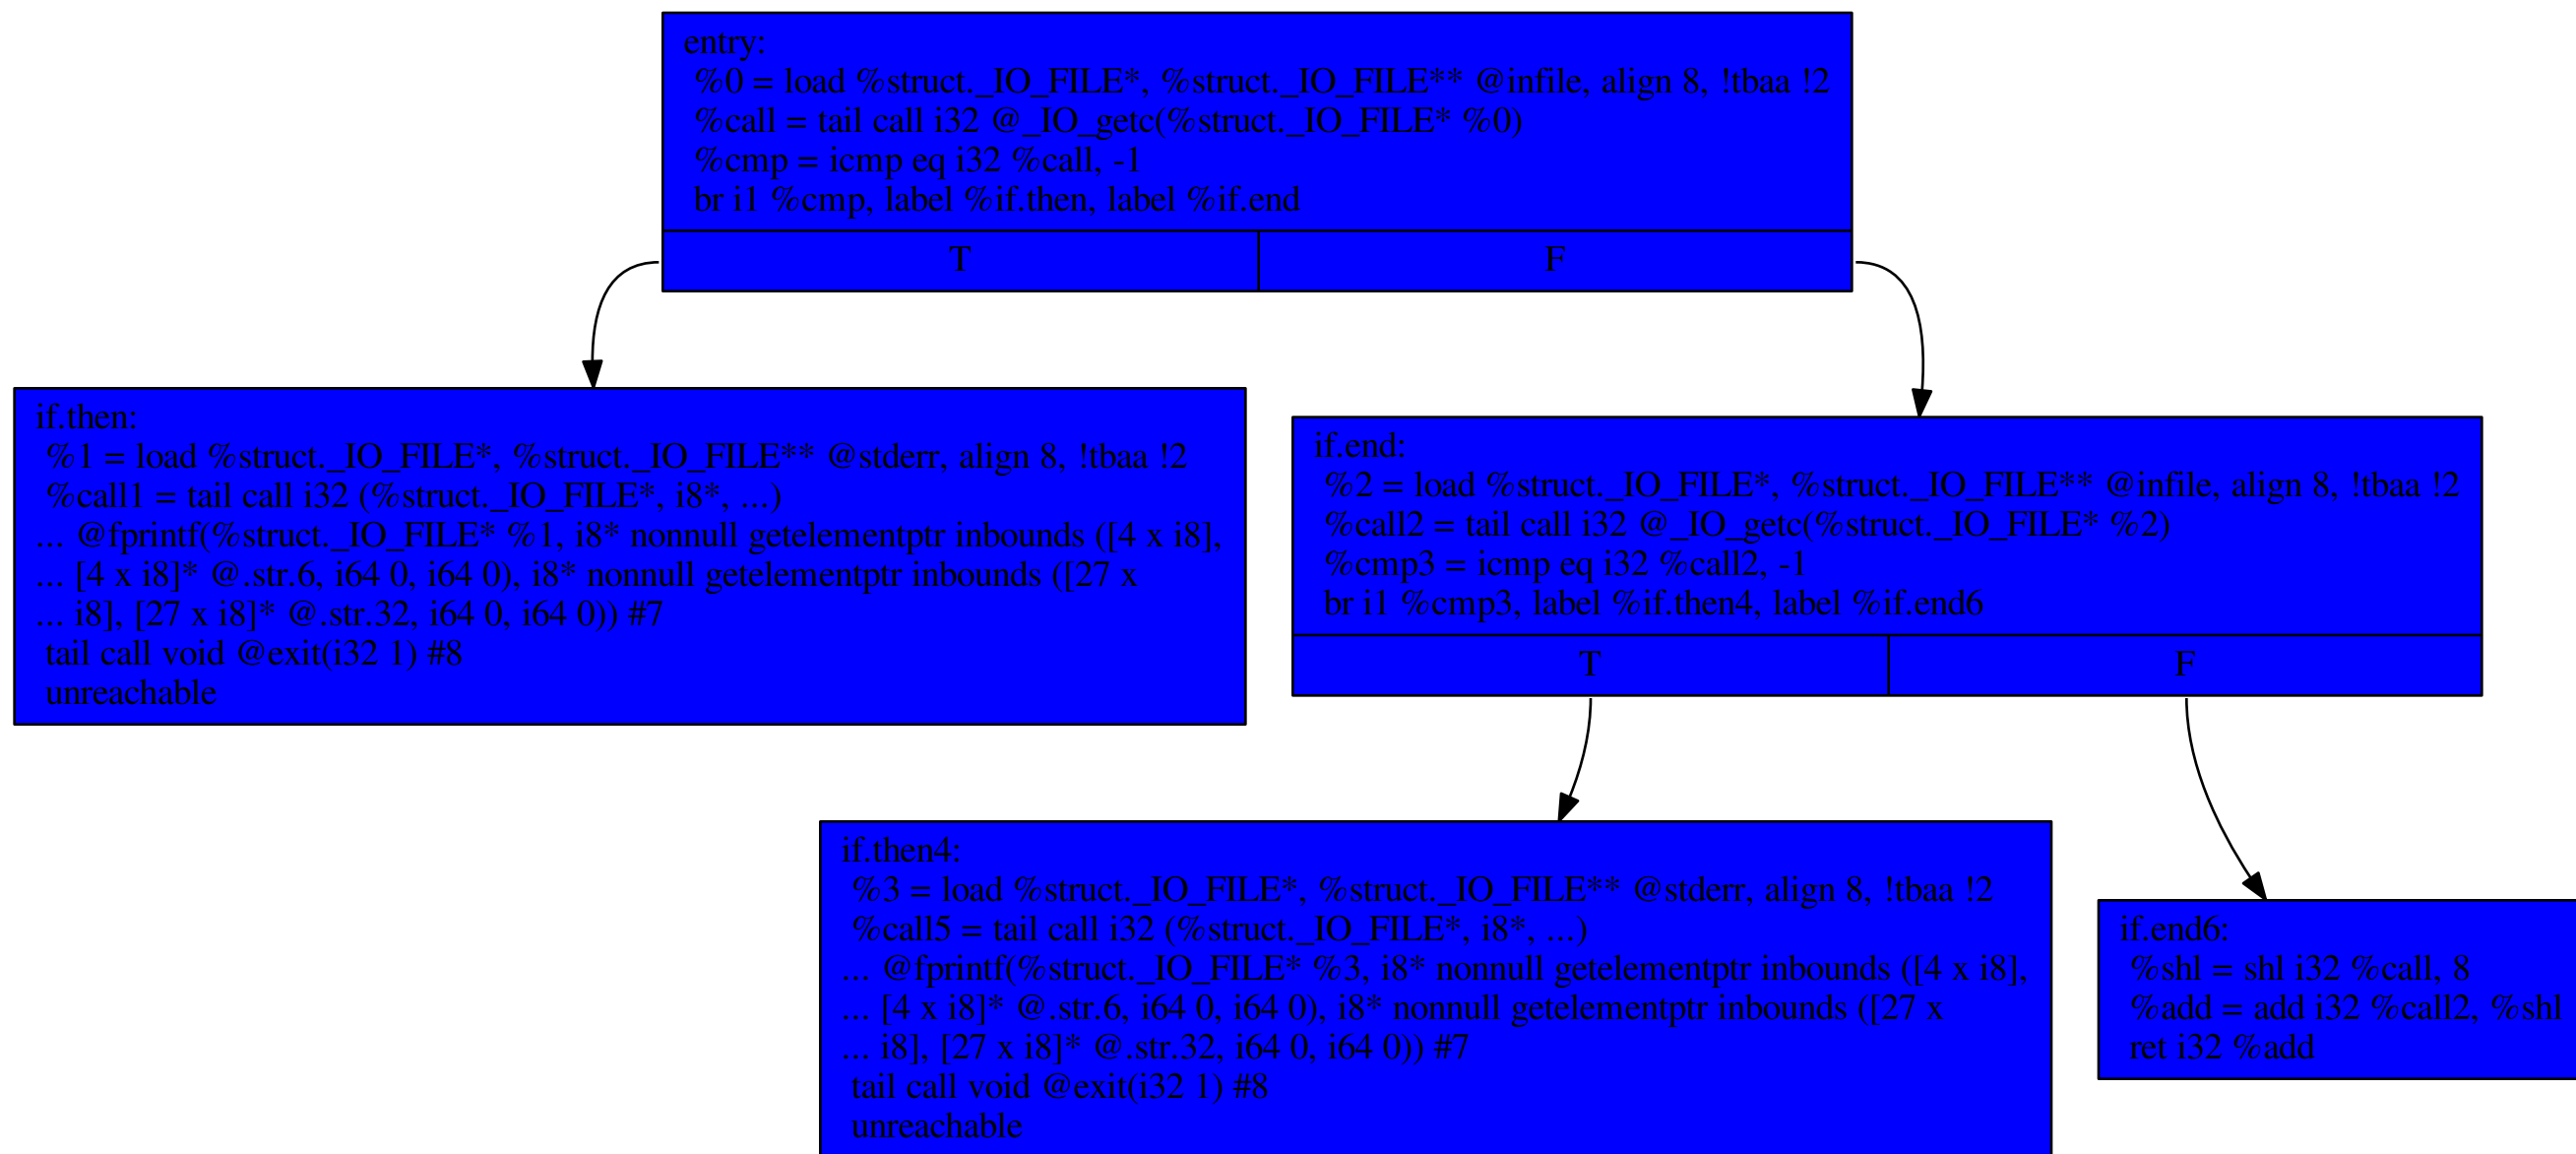 entry:
%0 = load %struct._IO_FILE*, %struct._IO_FILE** @infile, align 8, !tbaa !2
%call = tail call i32 @_IO_getc(%struct._IO_FILE* %0)
%cmp = icmp eq i32 %call, -1
br i1 %cmp, label %if.then, label %if.end
T
F
if.then:
%1 = load %struct._IO_FILE*, %struct._IO_FILE** @stderr, align 8, !tbaa !2
%call1 = tail call i32 (%struct._IO_FILE*, i8*, ...)
... @fprintf(%struct._IO_FILE* %1, i8* nonnull getelementptr inbounds ([4 x i8],
... [4 x i8]* @.str.6, i64 0, i64 0), i8* nonnull getelementptr inbounds ([27 x
... i8], [27 x i8]* @.str.32, i64 0, i64 0)) #7
tail call void @exit(i32 1) #8
unreachable
if.end:
%2 = load %struct._IO_FILE*, %struct._IO_FILE** @infile, align 8, !tbaa !2
%call2 = tail call i32 @_IO_getc(%struct._IO_FILE* %2)
%cmp3 = icmp eq i32 %call2, -1
br i1 %cmp3, label %if.then4, label %if.end6
T
F
if.then4:
%3 = load %struct._IO_FILE*, %struct._IO_FILE** @stderr, align 8, !tbaa !2
%call5 = tail call i32 (%struct._IO_FILE*, i8*, ...)
... @fprintf(%struct._IO_FILE* %3, i8* nonnull getelementptr inbounds ([4 x i8],
... [4 x i8]* @.str.6, i64 0, i64 0), i8* nonnull getelementptr inbounds ([27 x
... i8], [27 x i8]* @.str.32, i64 0, i64 0)) #7
tail call void @exit(i32 1) #8
unreachable
if.end6:
%shl = shl i32 %call, 8
%add = add i32 %call2, %shl
ret i32 %add